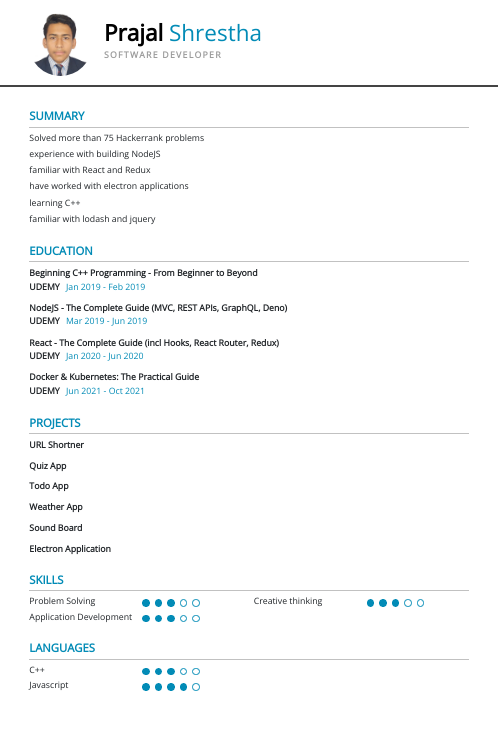 Prajal Shrestha
SOFTWARE DEVELOPER
SUMMARY
Solved more than 75 Hackerrank problems
experience with building NodeJS
familiar with React and Redux
have worked with electron applications
learning C++
familiar with lodash and jquery
EDUCATION
Beginning C++ Programming - From Beginner to Beyond
UDEMY Jan 2019 - Feb 2019
NodeJS - The Complete Guide (MVC, REST APIs, GraphQL, Deno)
UDEMY Mar 2019 - Jun 2019
React - The Complete Guide (incl Hooks, React Router, Redux)
UDEMY Jan 2020 - Jun 2020
Docker & Kubernetes: The Practical Guide
UDEMY Jun 2021 - Oct 2021
PROJECTS
URL Shortner
Quiz App
Todo App
Weather App
Sound Board
Electron Application
SKILLS
Problem Solving
Creative thinking
Application Development
LANGUAGES
C++
Javascript